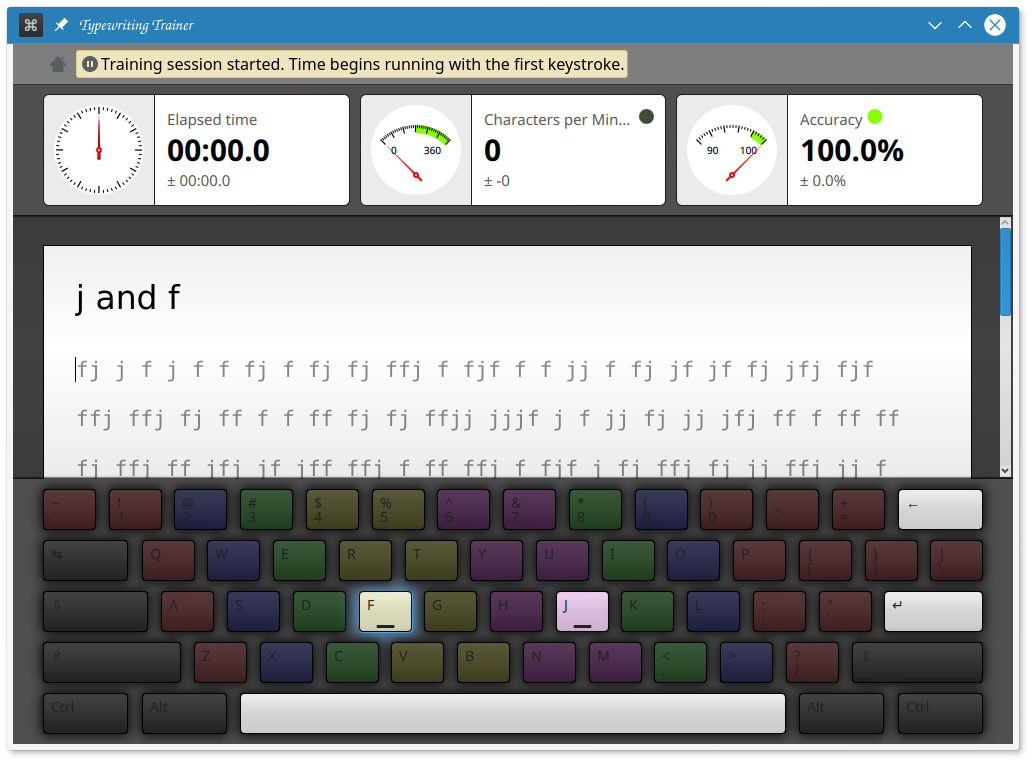 ⌘ Typewriting Trainer
Training session started. Time begins running with the first keystroke.
Elapsed time
00:00.0
± 00:00.0
0 360
Characters per Min...
0
± -0
90 100
Accuracy
100.0%
± 0.0%
j and f
fj j f j f f fj f fj fj ffj f fjf f f jj f fj jf jf fj jfj fjf
ffj ffj fj ff f f ff fj fj ffjj jjjf j f jj fj jj jfj ff f ff ff
fj ffj ff jfj jf jff ffj f ff ffj f fjf j fj ffj fj jj ffj jj f
~ ! @ # $ % ^ & * ( ) _ + ←
` 1 2 3 4 5 6 7 8 9 0 - =
↹ Q W E R T Y U I O P { } |
[ ] \
⇩ A S D F G H J K L : " ↵
; '
⇧ Z X C V B N M < > ? ⇧
, . /
Ctrl Alt Alt Ctrl